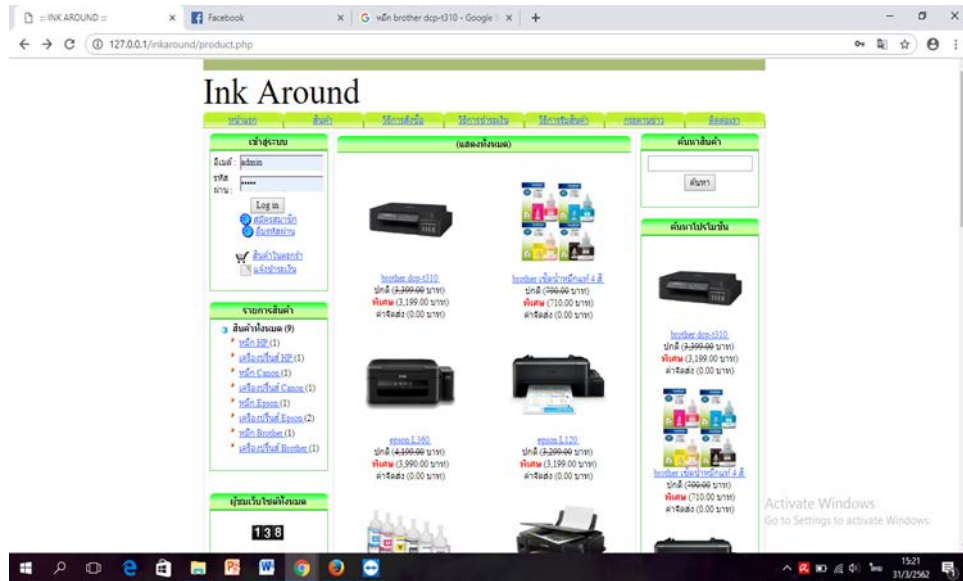 :: INK AROUND ::
Facebook
หมึก brother dcp-t310 - Google
127.0.0.1/inkaround/product.php
Ink Around
หน้าแรก
สินค้า
วิธีการสั่งซื้อ
วิธีการชำระเงิน
วิธีการรับสินค้า
กระดานข่าว
ติดต่อเรา
เข้าสู่ระบบ
อีเมล์ : admin
รหัส
ผ่าน : •••••
Log in
สมัครสมาชิก
ลืมรหัสผ่าน
สินค้าในตะกร้า
แจ้งชำระเงิน
รายการสินค้า
สินค้าทั้งหมด (9)
หมึก HP (1)
เครื่องปริ้นส์ HP (1)
หมึก Canon (1)
เครื่องปริ้นส์ Canon (1)
หมึก Epson (1)
เครื่องปริ้นส์ Epson (2)
หมึก Brother (1)
เครื่องปริ้นส์ Brother (1)
ผู้ชมเว็บไซต์ทั้งหมด
138
(แสดงทั้งหมด)
brother dcp-t310
ปกติ (3,399.00 บาท)
พิเศษ (3,199.00 บาท)
ค่าจัดส่ง (0.00 บาท)
brother เซ็ตน้ำหมึกแท้ 4 สี
ปกติ (790.00 บาท)
พิเศษ (710.00 บาท)
ค่าจัดส่ง (0.00 บาท)
epson L360
ปกติ (4,199.00 บาท)
พิเศษ (3,990.00 บาท)
ค่าจัดส่ง (0.00 บาท)
epson L120
ปกติ (3,299.00 บาท)
พิเศษ (3,199.00 บาท)
ค่าจัดส่ง (0.00 บาท)
ค้นหาสินค้า
ค้นหา
ค้นหาโปรโมชั่น
brother dcp-t310
ปกติ (3,399.00 บาท)
พิเศษ (3,199.00 บาท)
ค่าจัดส่ง (0.00 บาท)
brother เซ็ตน้ำหมึกแท้ 4 สี
ปกติ (790.00 บาท)
พิเศษ (710.00 บาท)
ค่าจัดส่ง (0.00 บาท)
Activate Windows
Go to Settings to activate Windows.
ไทย
15:21
31/3/2562